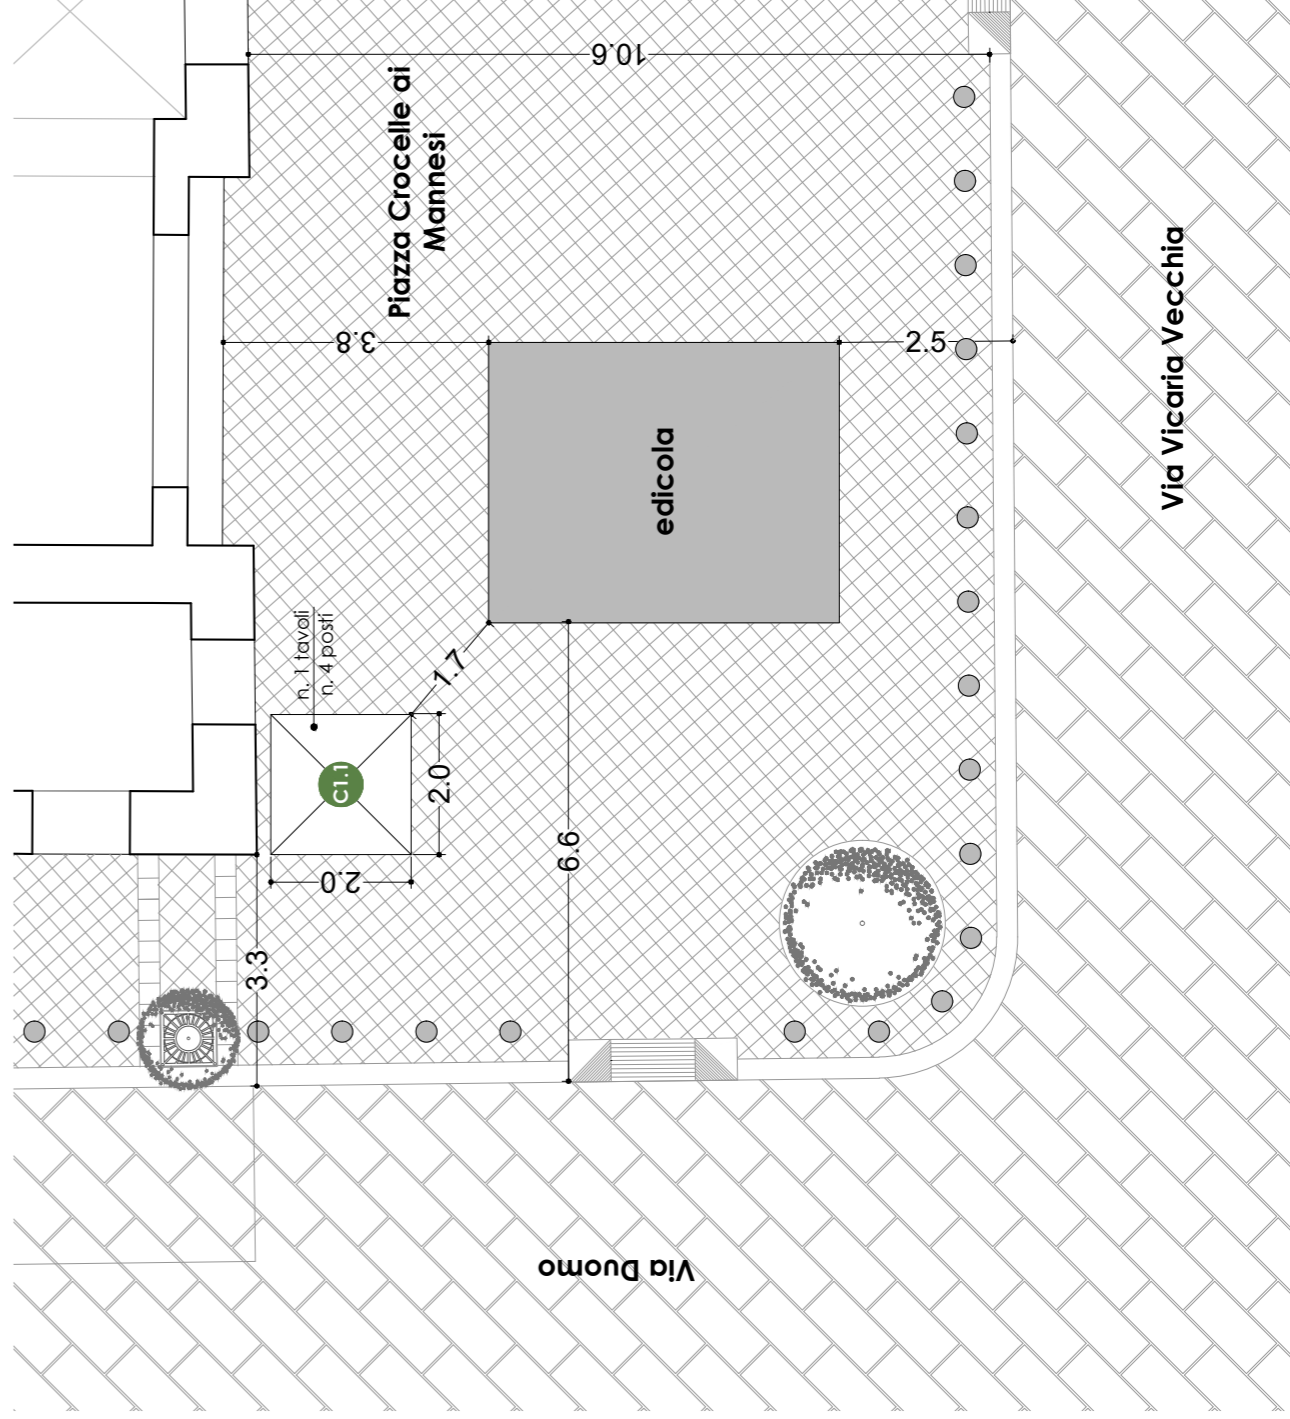 10.6
Piazza Crocelle ai
Mannesi
3.8
2.5
Via Vicaria Vecchia
edicola
n. 1 tavoli
n. 4 posti
1.7
C1.1
2.0
2.0
6.6
3.3
Via Duomo